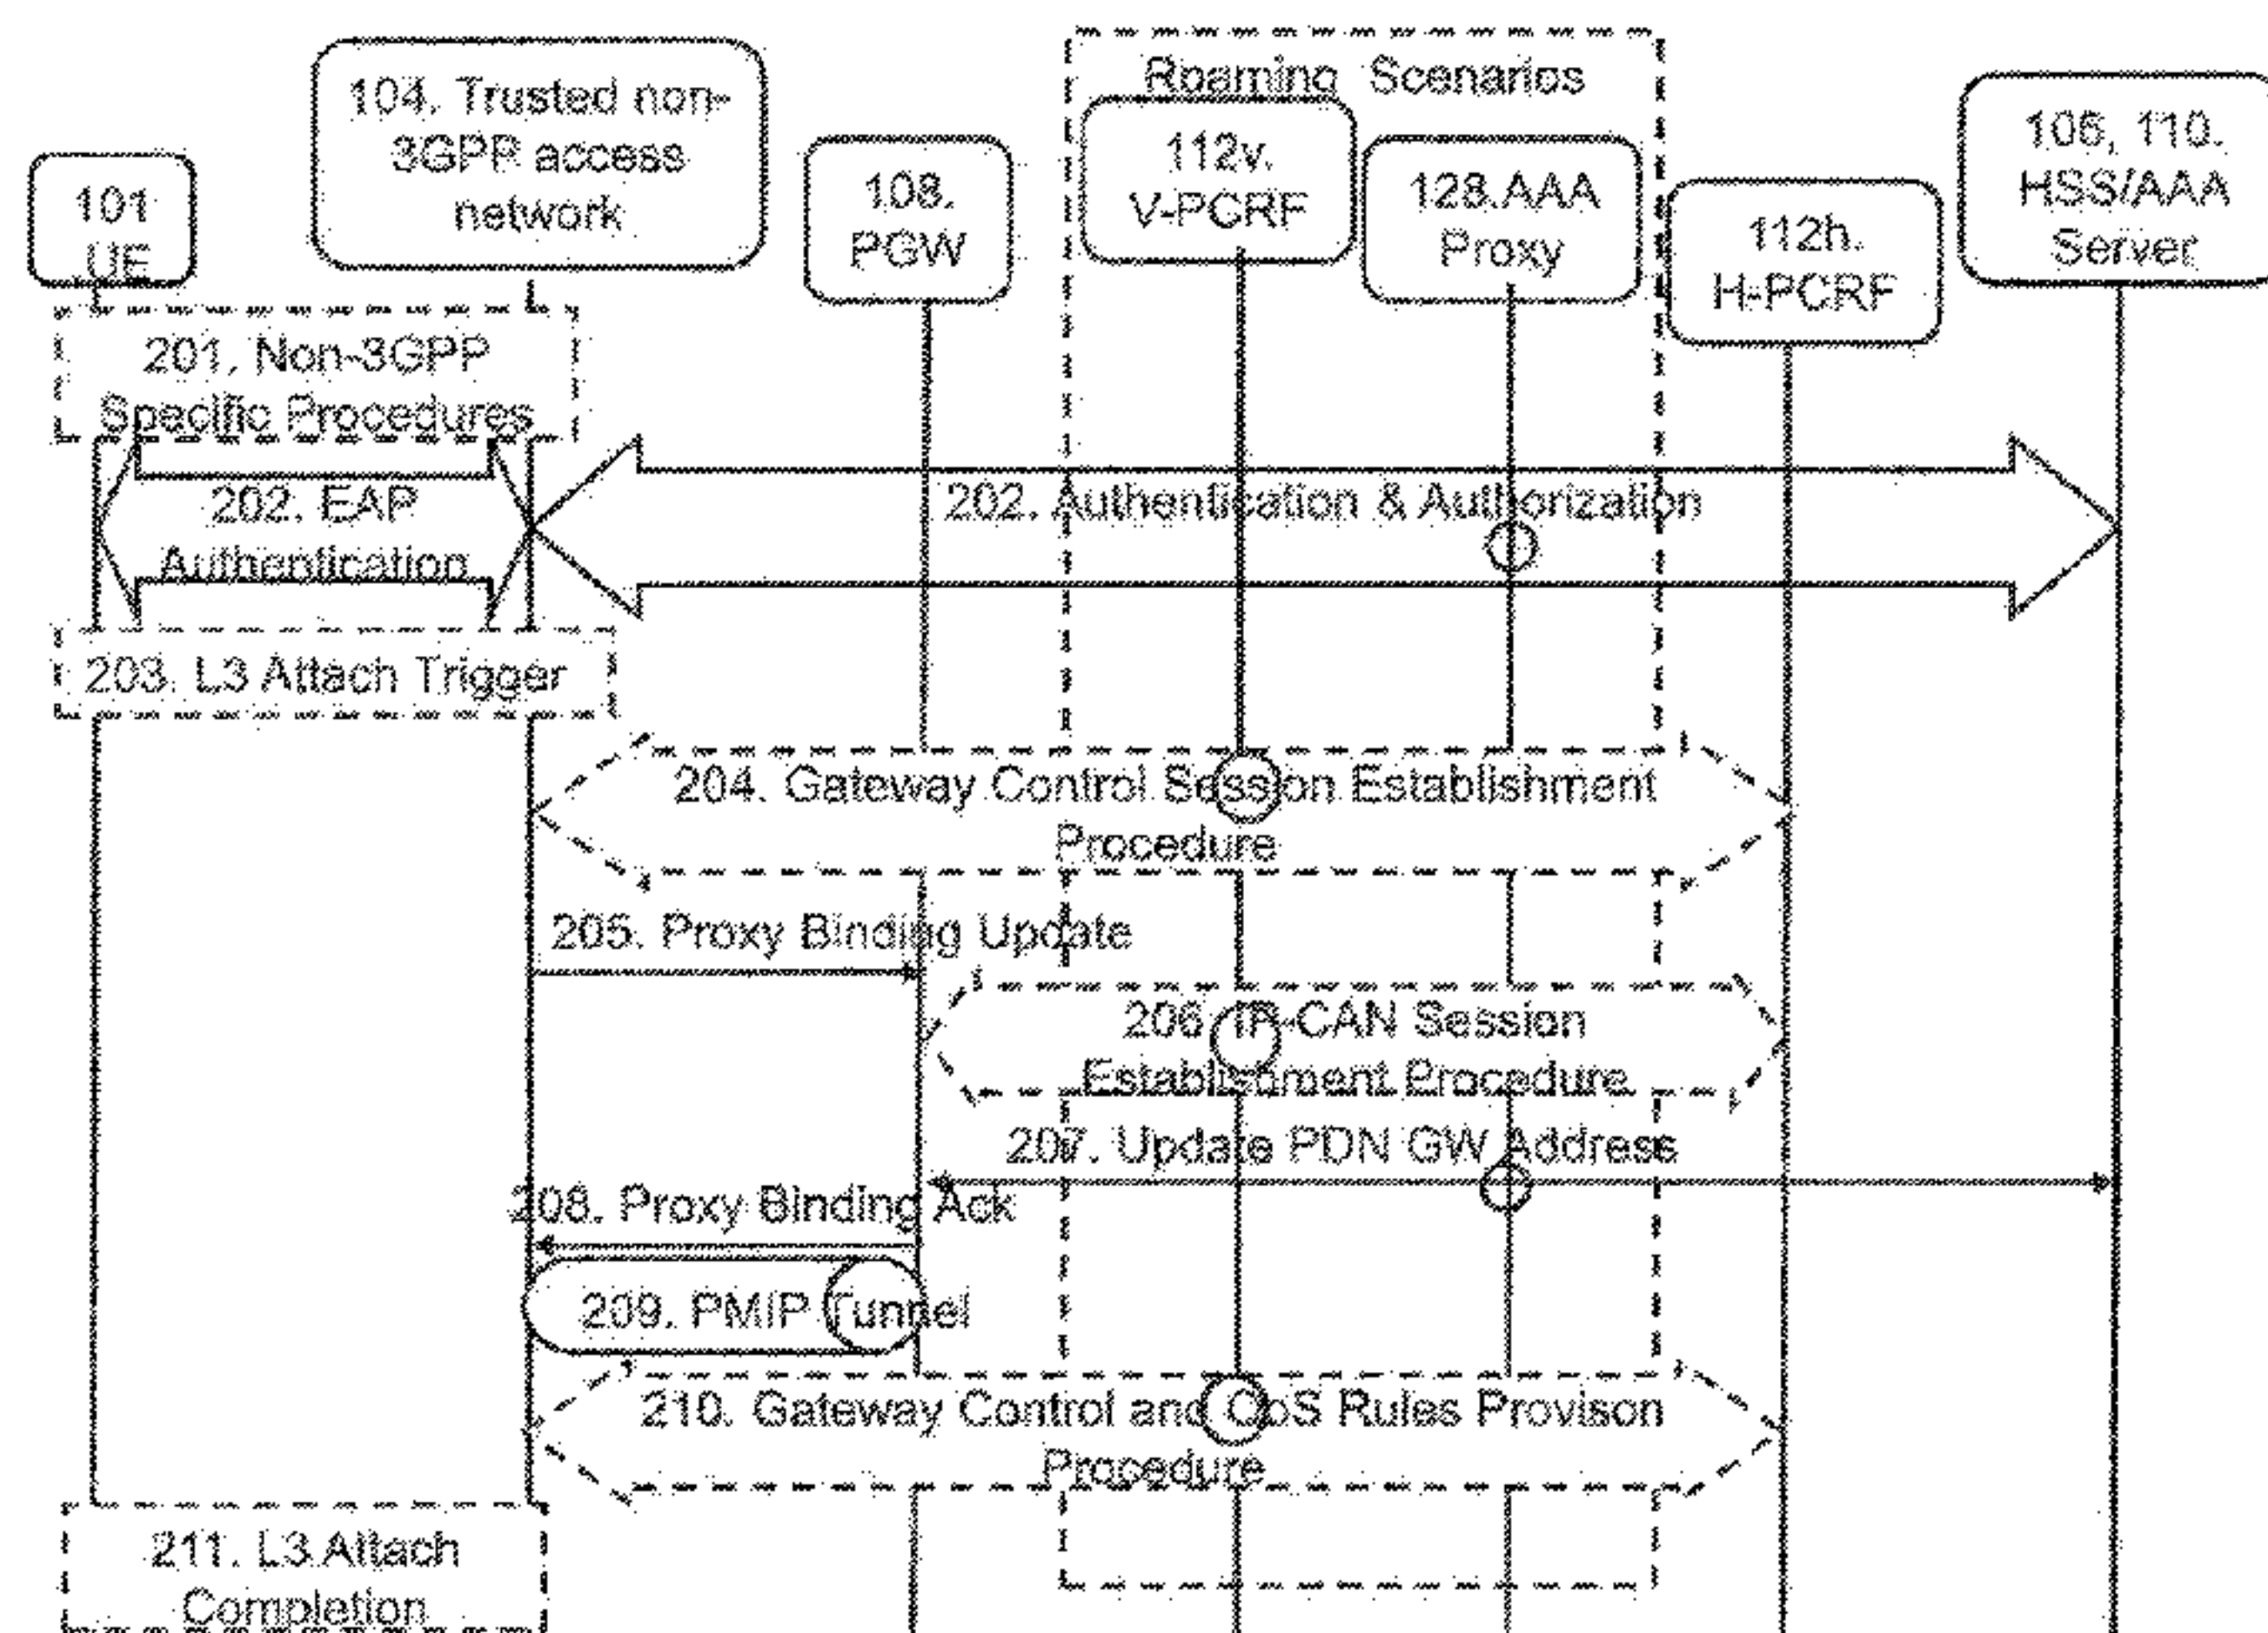 Roaming Scenarios
104. Trusted non-
3GPP access
network
101
UE
108.
PGW
112v.
V-PCRF
128.AAA
Proxy
112h.
H-PCRF
106, 110.
HSS/AAA
Server
201. Non-3GPP
Specific Procedures
202. EAP
Authentication
202. Authentication & Authorization
203. L3 Attach Trigger
204. Gateway Control Session Establishment
Procedure
205. Proxy Binding Update
206. IP-CAN Session
Establishment Procedure
207. Update PDN GW Address
208. Proxy Binding Ack
209. PMIP Tunnel
210. Gateway Control and QoS Rules Provison
Procedure
211. L3 Attach
Completion